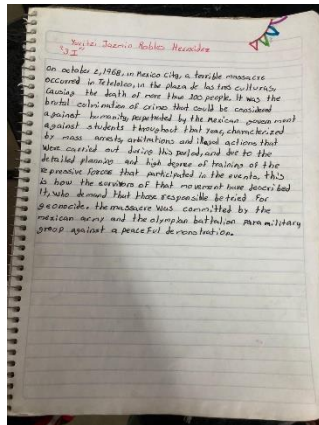 Yaritzi Jazmin Robles
"3 I"
on october 2, 1968, in Mexico City, a terrible massacre
occurred in Tlatelolco, in the plaza de las tres culturas,
causing the death of more than 200 people. It was the
brutal culmination of crimes that could be considered
against humanity perpetrated by the mexican government
against students throughout that year, characterized
by mass arrests, arbitrations and illegal actions that
were carried out during this period, and due to the
detailed planning and high degree of training of the
repressive forces that participated in the events, this
is how the survivors of that movement have described
it, who demand that those responsible be tried for
genocide. the massacre was committed by the
mexican army and the olympian battalion paramilitary
group against a peaceful demonstration.